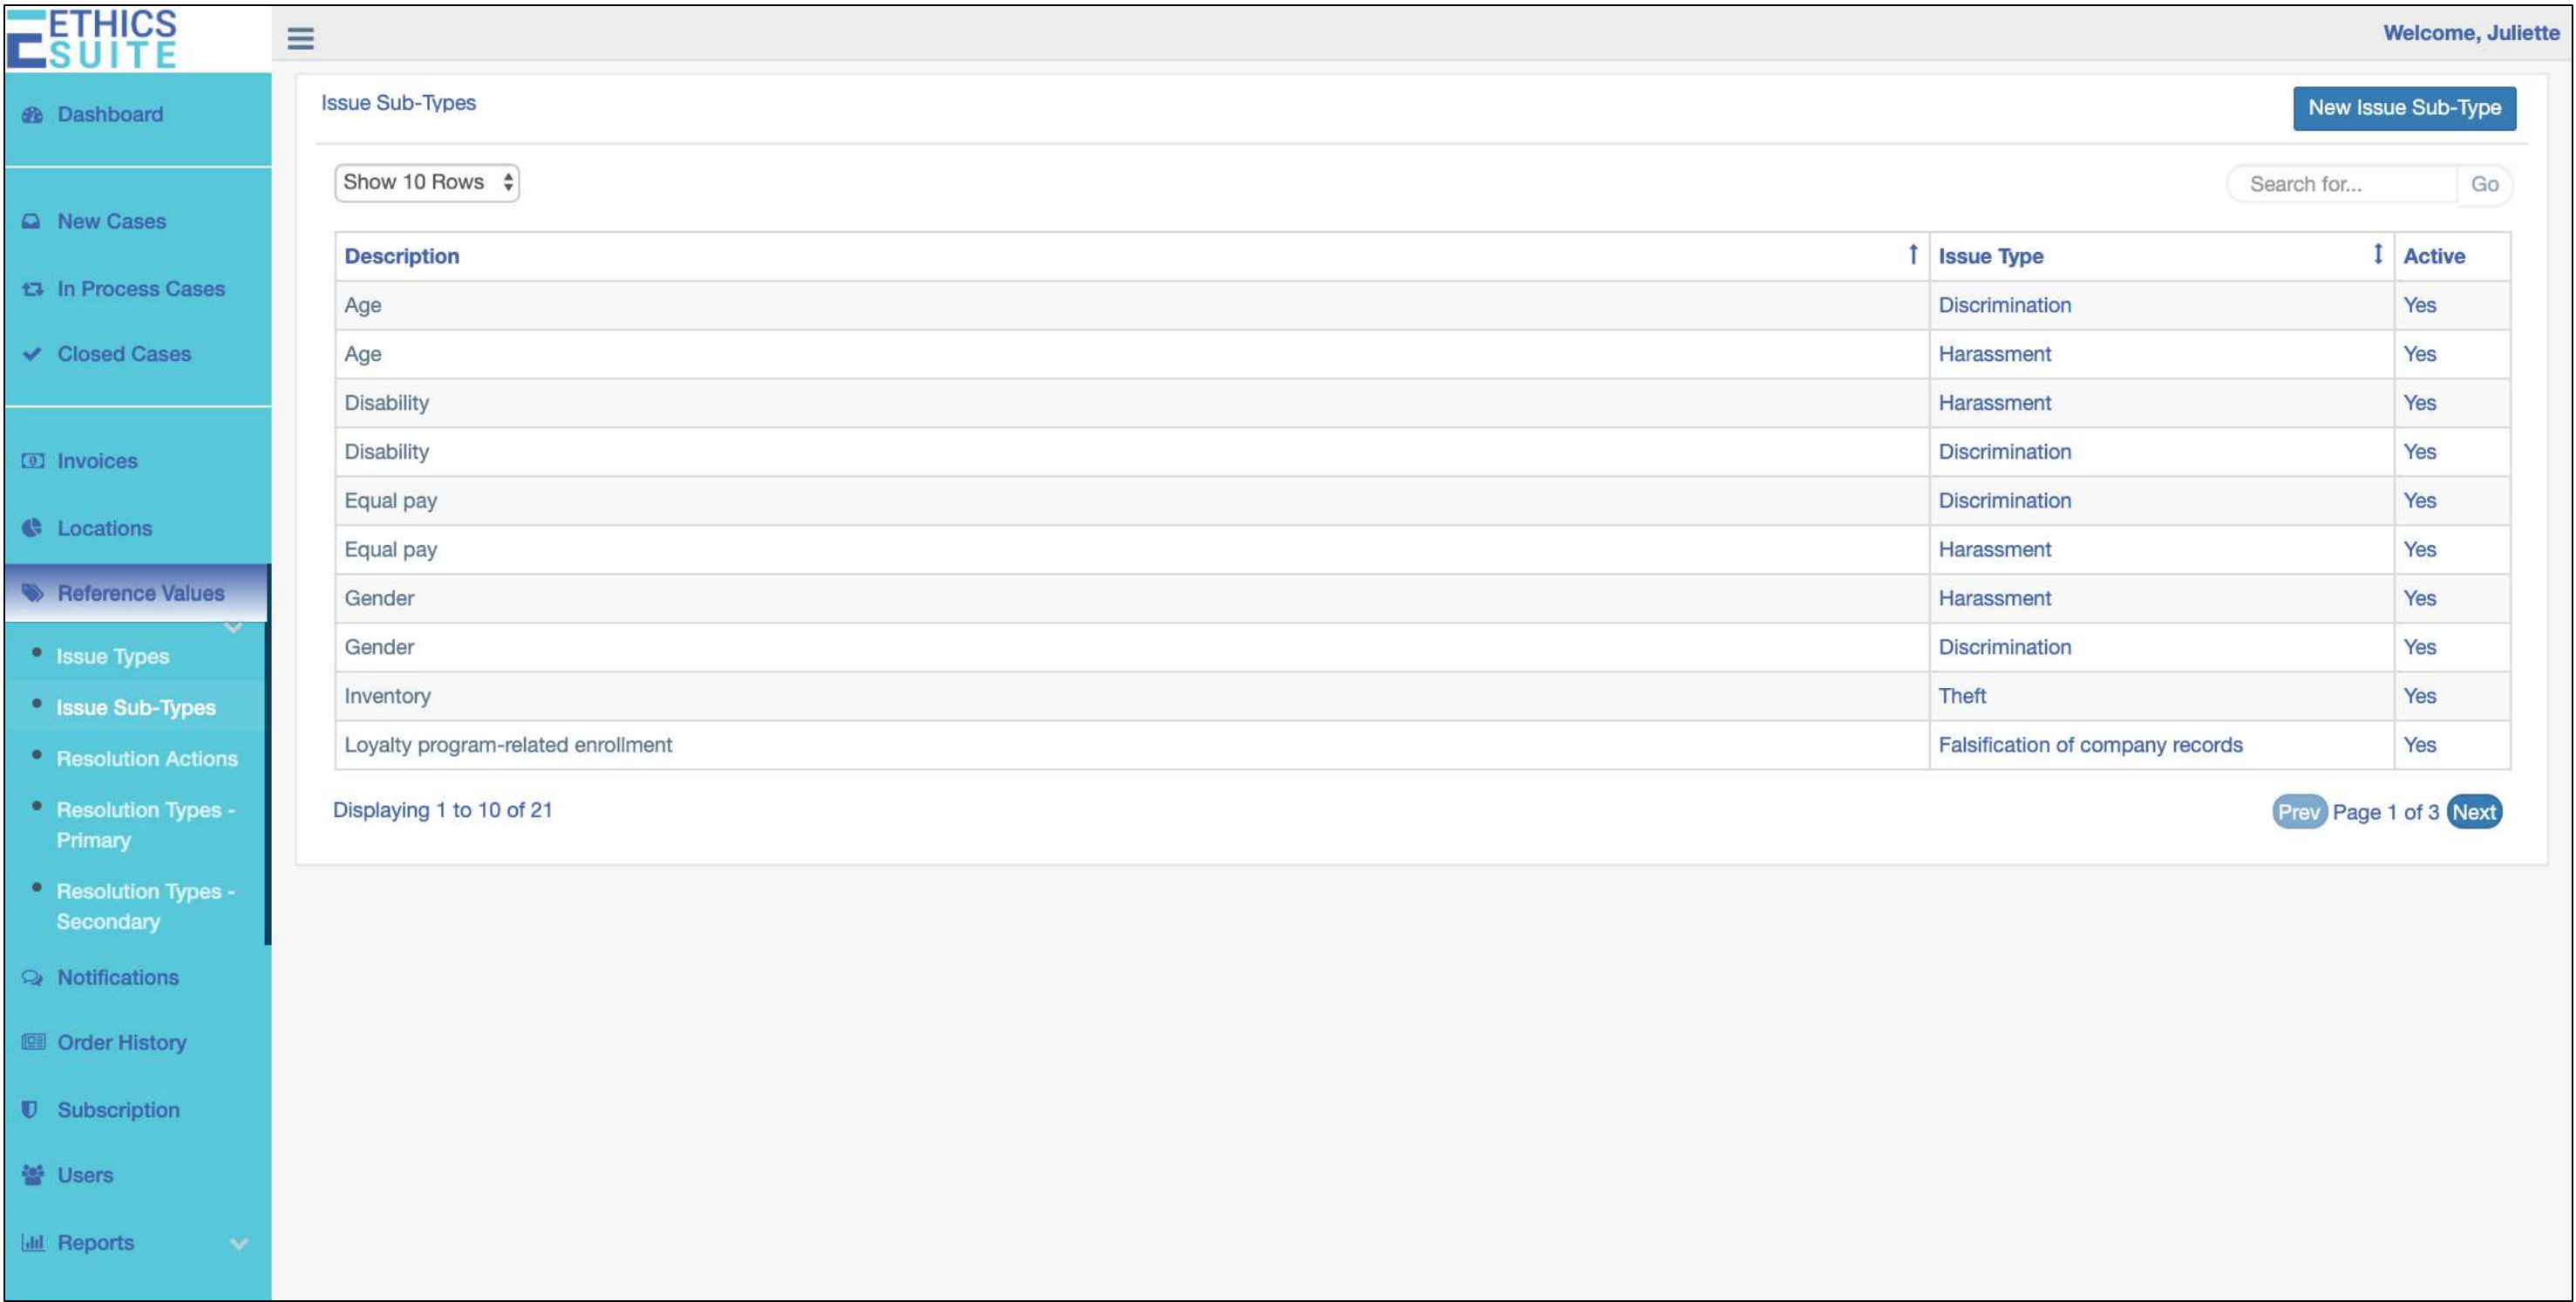 ETHICS
SUITE
Welcome, Juliette
Dashboard
New Cases
In Process Cases
Closed Cases
Invoices
Locations
Reference Values
Issue Types
Issue Sub-Types
Resolution Actions
Resolution Types -
Primary
Resolution Types -
Secondary
Notifications
Order History
Subscription
Users
Reports
Issue Sub-Types
New Issue Sub-Type
Show 10 Rows
Search for... Go
Description Issue Type Active
Age Discrimination Yes
Age Harassment Yes
Disability Harassment Yes
Disability Discrimination Yes
Equal pay Discrimination Yes
Equal pay Harassment Yes
Gender Harassment Yes
Gender Discrimination Yes
Inventory Theft Yes
Loyalty program-related enrollment Falsification of company records Yes
Displaying 1 to 10 of 21
Prev Page 1 of 3 Next